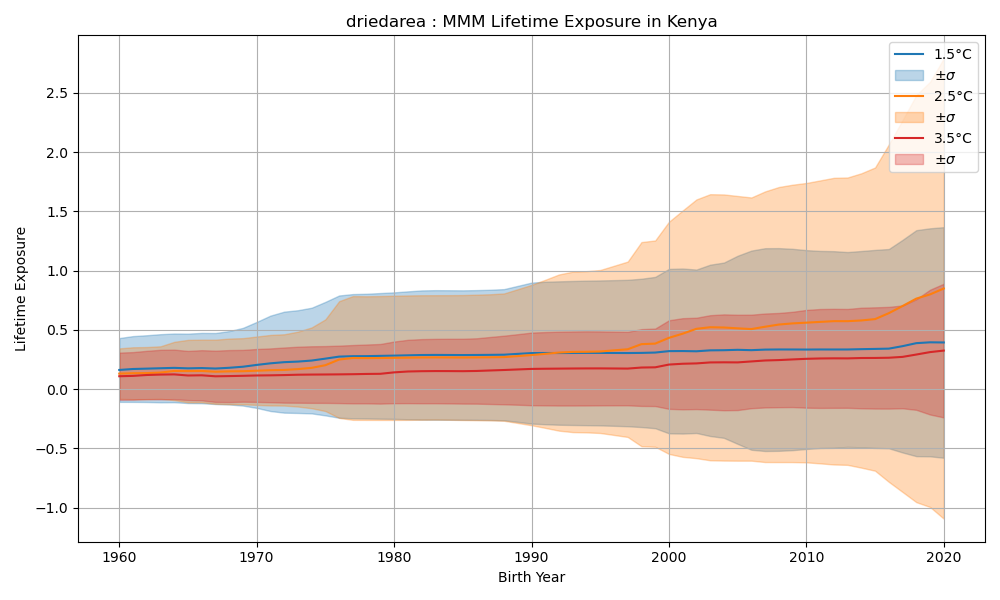 driedarea : MMM Lifetime Exposure in Kenya
1.5°C
±σ
2.5°C
±σ
3.5°C
±σ
2.5
2.0
1.5
1.0
0.5
0.0
−0.5
−1.0
Lifetime Exposure
1960 1970 1980 1990 2000 2010 2020
Birth Year